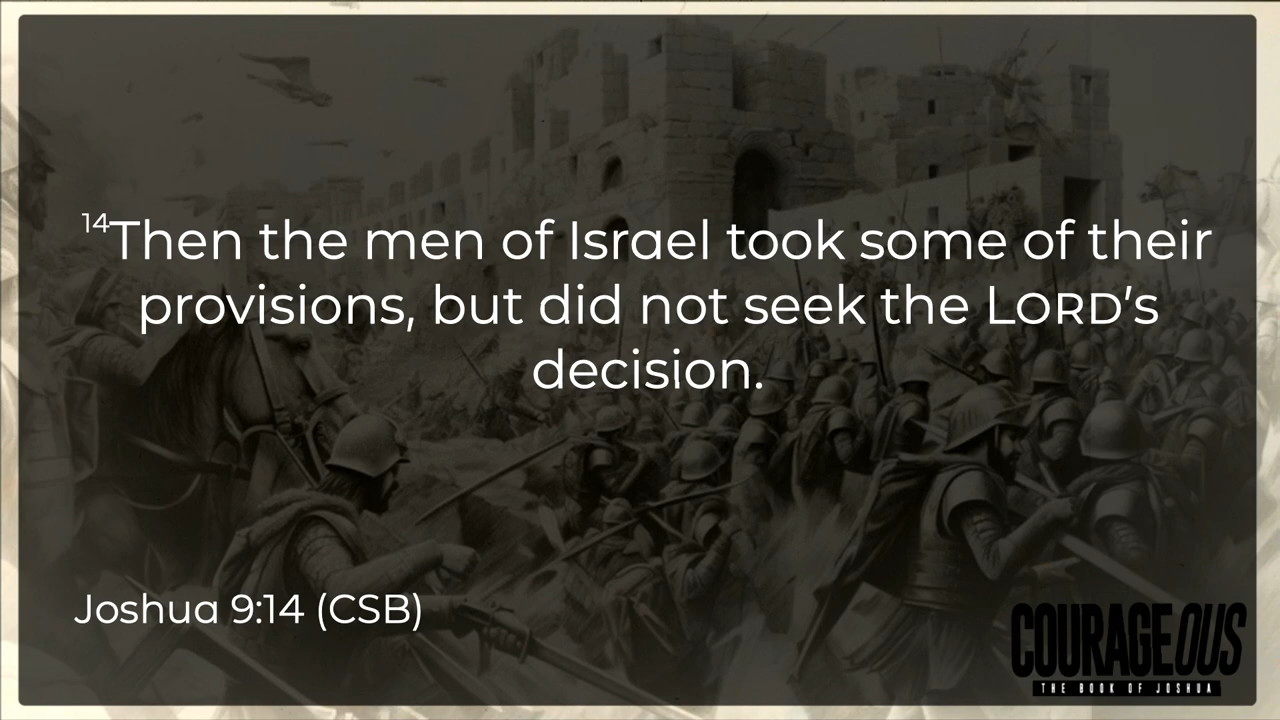 14Then the men of Israel took some of their
provisions, but did not seek the LORD’s
decision.
Joshua 9:14 (CSB)
COURAGEOUS
THE BOOK OF JOSHUA